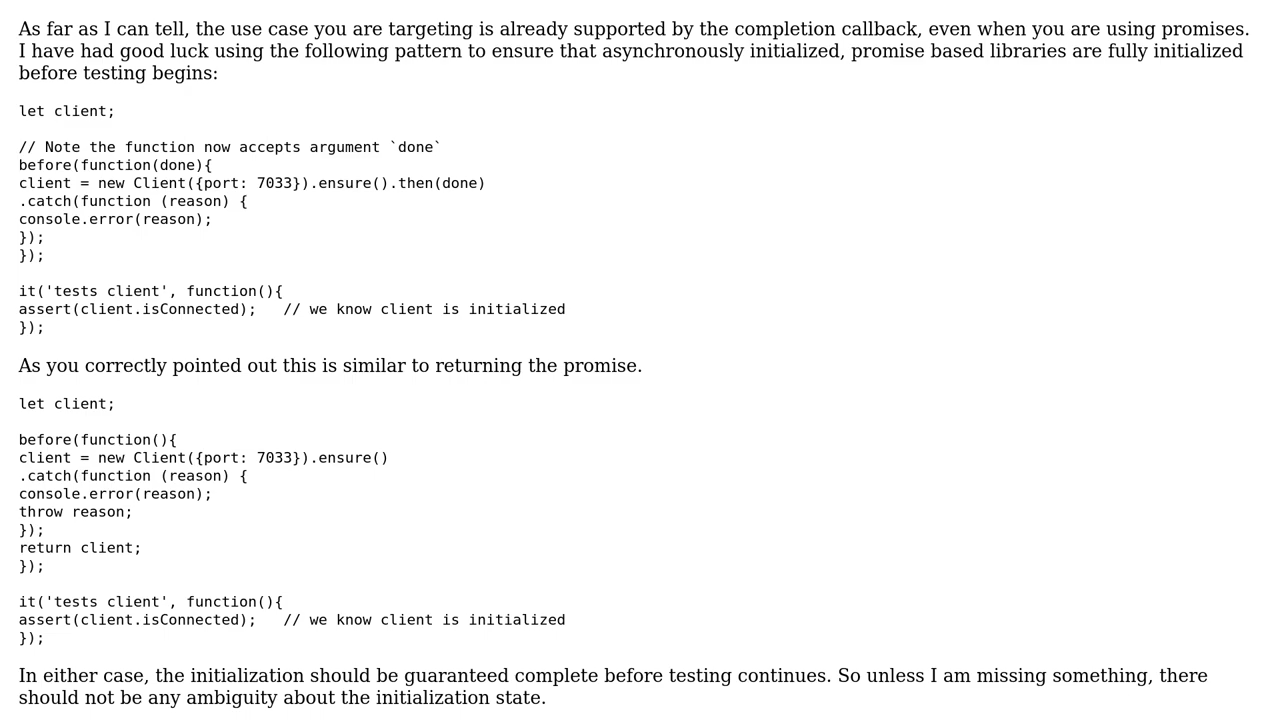 As far as I can tell, the use case you are targeting is already supported by the completion callback, even when you are using promises.
I have had good luck using the following pattern to ensure that asynchronously initialized, promise based libraries are fully initialized
before testing begins:
let client;
// Note the function now accepts argument `done`
before(function(done){
client = new Client({port: 7033}).ensure().then(done)
.catch(function (reason) {
console.error(reason);
});
});
it('tests client', function(){
assert(client.isConnected);   // we know client is initialized
});
As you correctly pointed out this is similar to returning the promise.
let client;
before(function(){
client = new Client({port: 7033}).ensure()
.catch(function (reason) {
console.error(reason);
throw reason;
});
return client;
});
it('tests client', function(){
assert(client.isConnected);   // we know client is initialized
});
In either case, the initialization should be guaranteed complete before testing continues. So unless I am missing something, there
should not be any ambiguity about the initialization state.